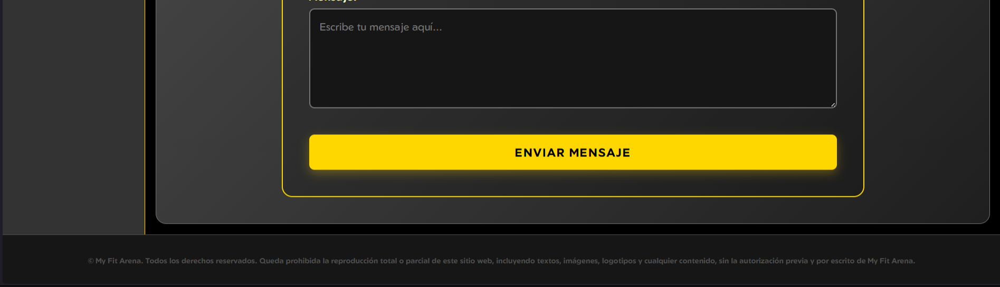 Mensaje:
Escribe tu mensaje aquí...
ENVIAR MENSAJE
© My Fit Arena. Todos los derechos reservados. Queda prohibida la reproducción total o parcial de este sitio web, incluyendo textos, imágenes, logotipos y cualquier contenido, sin la autorización previa y por escrito de My Fit Arena.